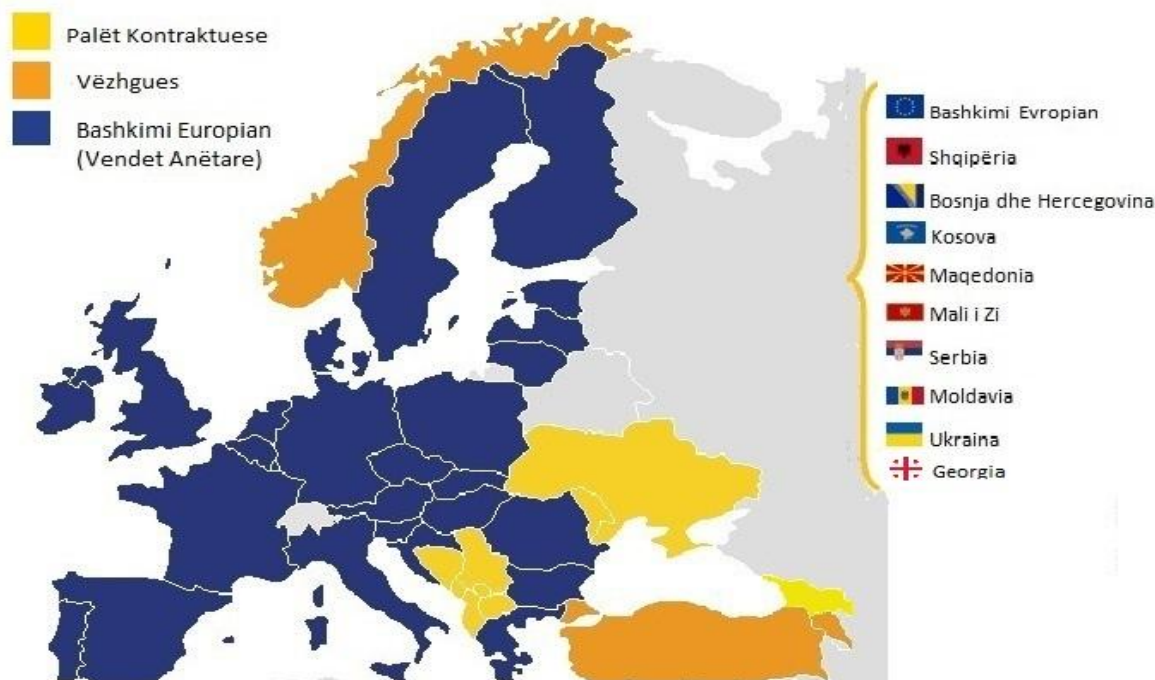 Palët Kontraktuese
Vëzhgues
Bashkimi Europian
(Vendet Anëtare)
Bashkimi Evropian
Shqipëria
Bosnja dhe Hercegovina
Kosova
Maqedonia
Mali i Zi
Serbia
Moldavia
Ukraina
Georgia